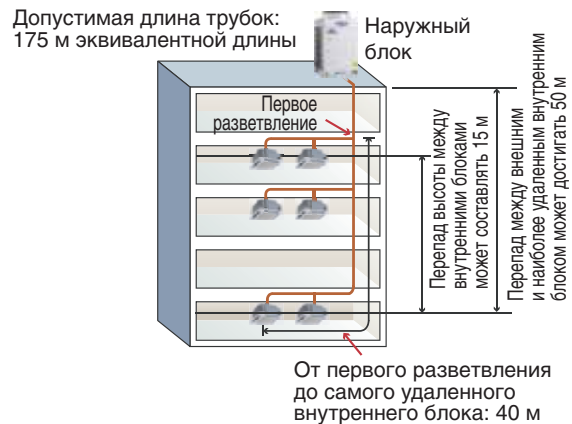 Допустимая длина трубок:
175 м эквивалентной длины
Наружный
блок
Первое
разветвление
Перепад высоты между
внутренними блоками
может составлять 15 м
Перепад между внешним
и наиболее удаленным внутренним
блоком может достигать 50 м
От первого разветвления
до самого удаленного
внутреннего блока: 40 м